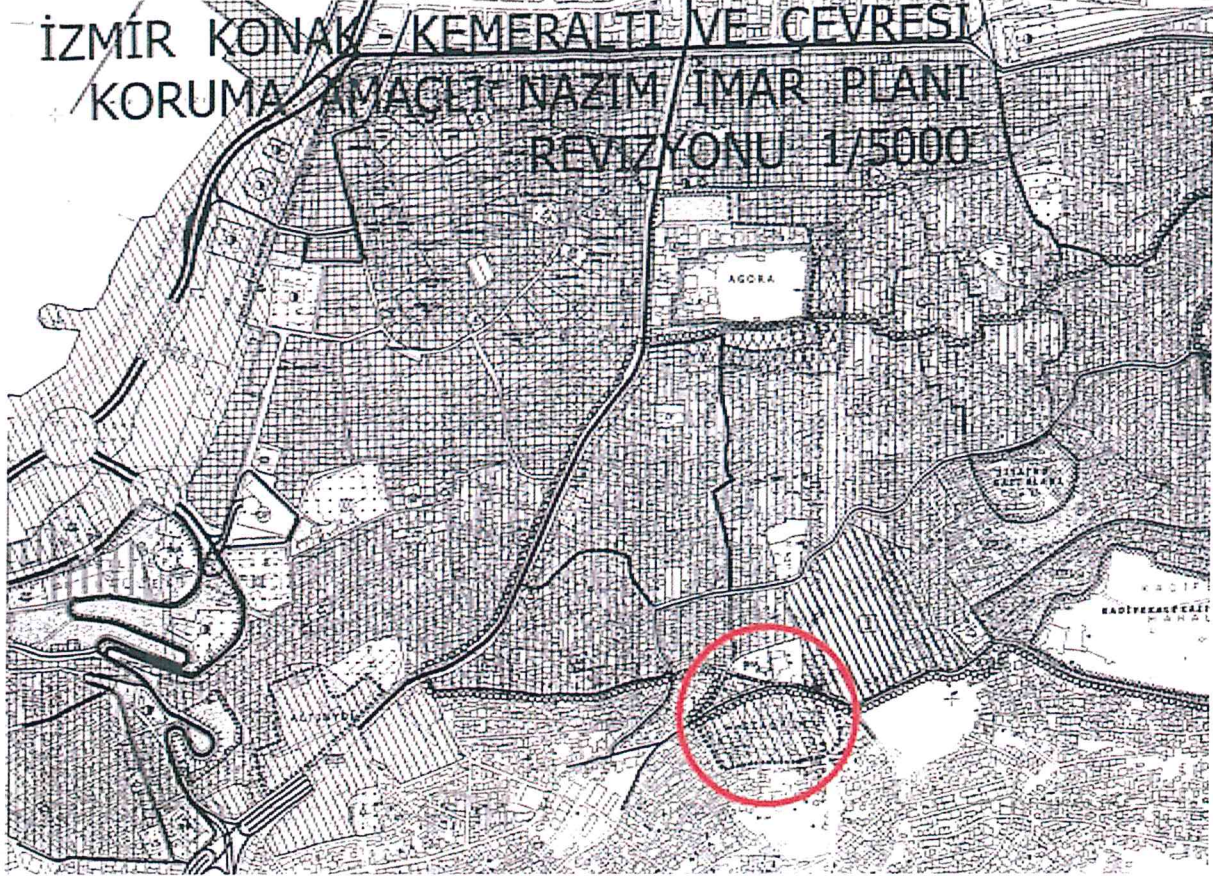 İZMİR KONAK KEMERALTI VE ÇEVRESİ
KORUMA AMAÇLI NAZIM İMAR PLANI
REVİZYONU 1/5000
AGORA